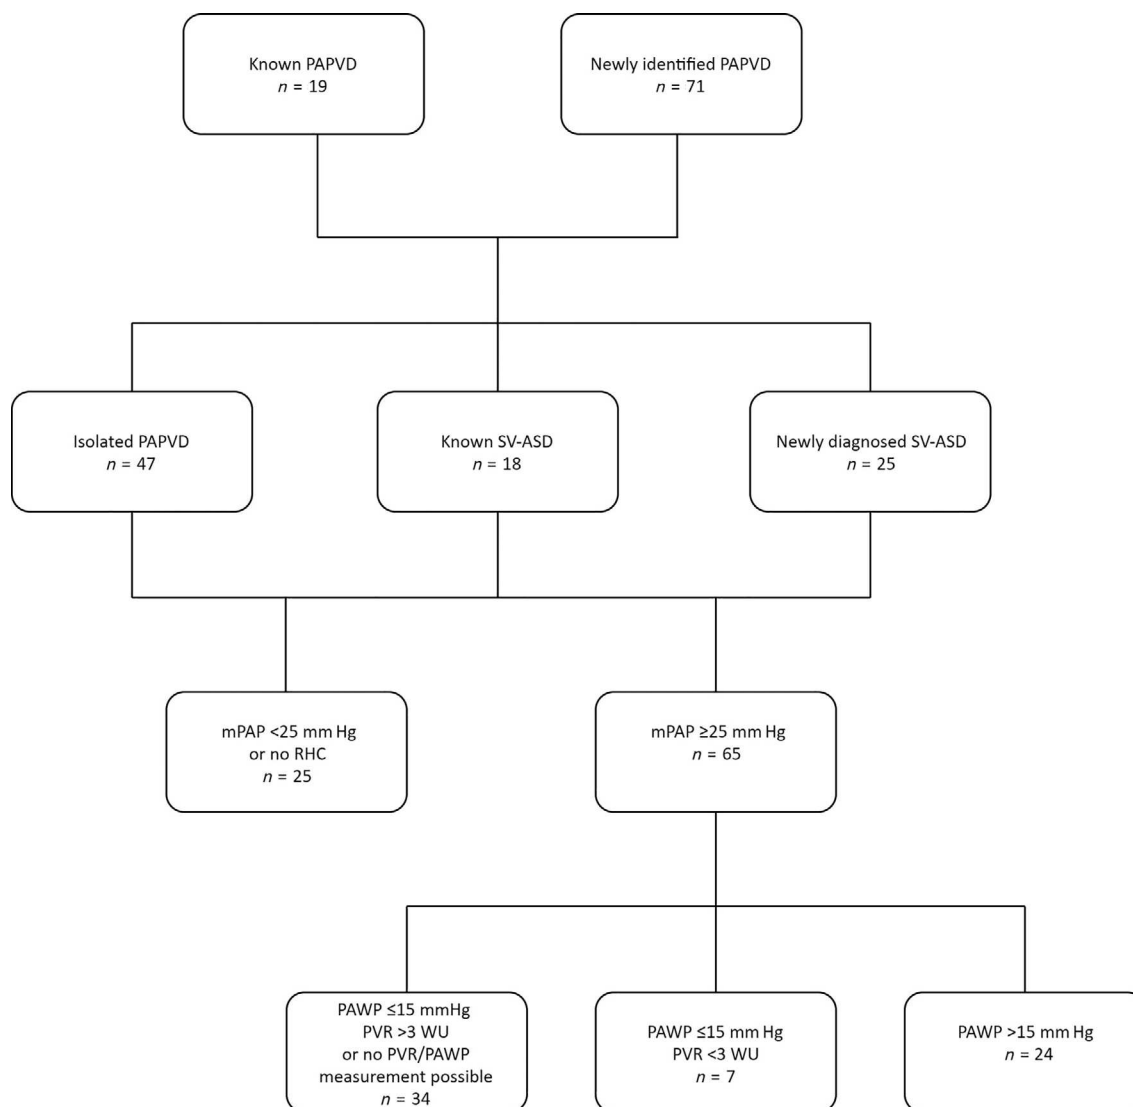 Known PAPVD
n = 19
Newly identified PAPVD
n = 71
Isolated PAPVD
n = 47
Known SV-ASD
n = 18
Newly diagnosed SV-ASD
n = 25
mPAP <25 mm Hg
or no RHC
n = 25
mPAP ≥25 mm Hg
n = 65
PAWP ≤15 mmHg
PVR >3 WU
or no PVR/PAWP
measurement possible
n = 34
PAWP ≤15 mm Hg
PVR <3 WU
n = 7
PAWP >15 mm Hg
n = 24